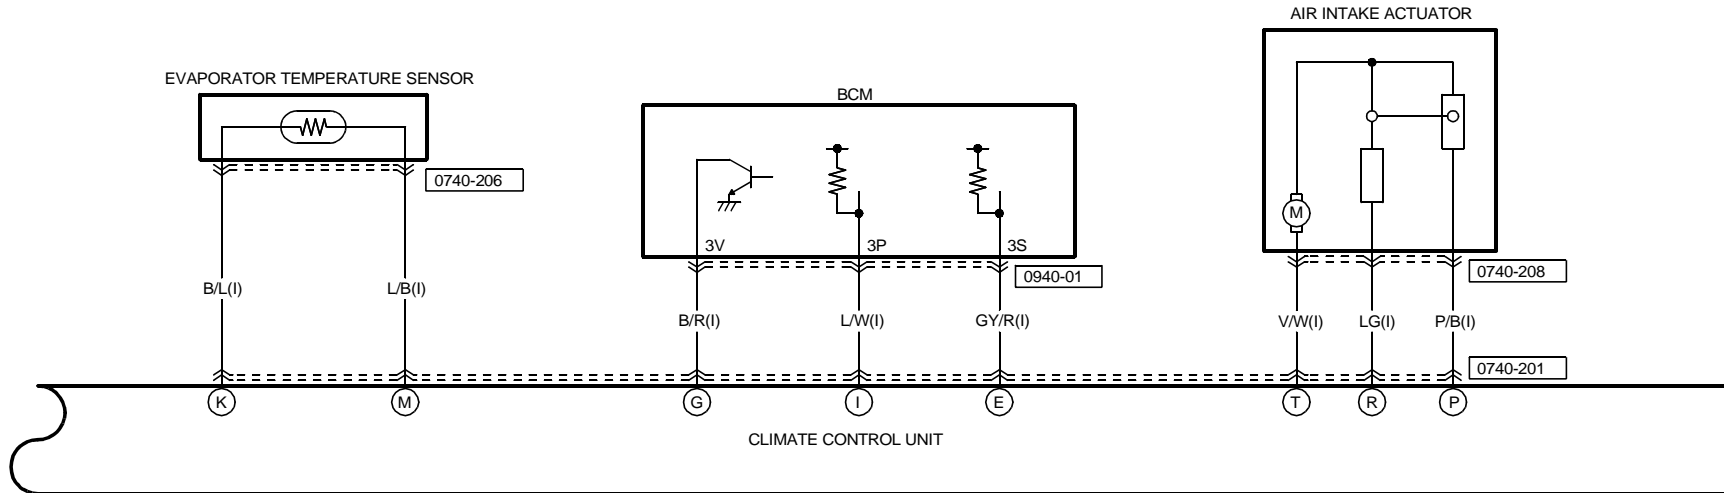 AIR INTAKE ACTUATOR
EVAPORATOR TEMPERATURE SENSOR
BCM
0740-206
M
3V 3P 3S
0940-01
0740-208
B/L(I) L/B(I)
B/R(I) L/W(I) GY/R(I) V/W(I) LG(I) P/B(I)
0740-201
K M G I E T R P
CLIMATE CONTROL UNIT